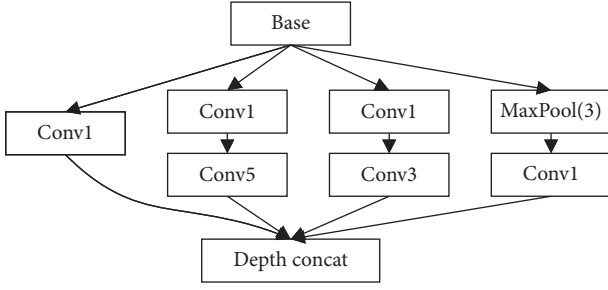 Base
Conv1
Conv1
MaxPool(3)
Conv1
Conv5
Conv3
Conv1
Depth concat